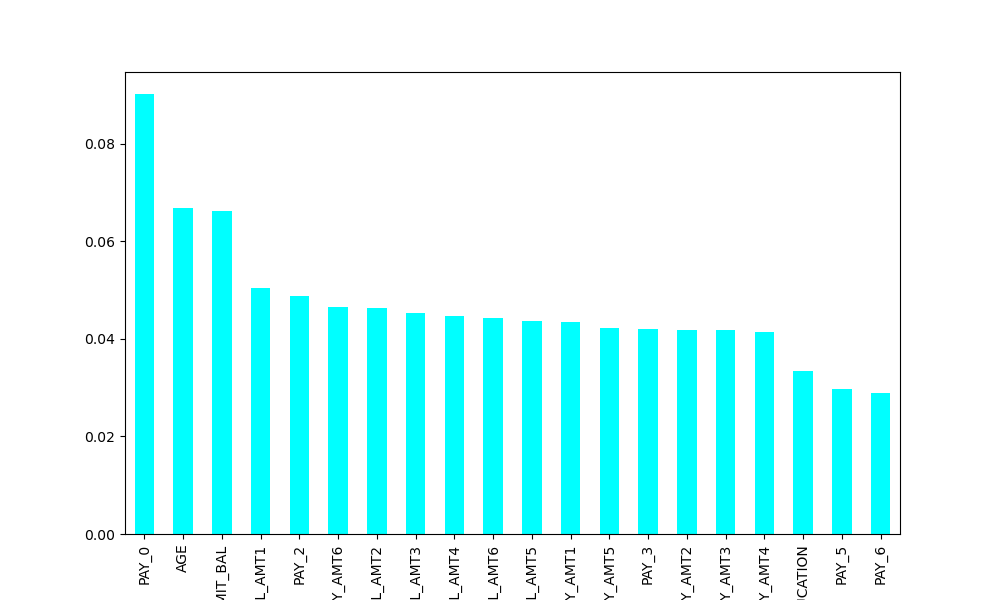 0.08
0.06
0.04
0.02
0.00
PAY_0
AGE
MIT_BAL
L_AMT1
PAY_2
Y_AMT6
L_AMT2
L_AMT3
L_AMT4
L_AMT6
L_AMT5
Y_AMT1
Y_AMT5
PAY_3
Y_AMT2
Y_AMT3
Y_AMT4
UCATION
PAY_5
PAY_6